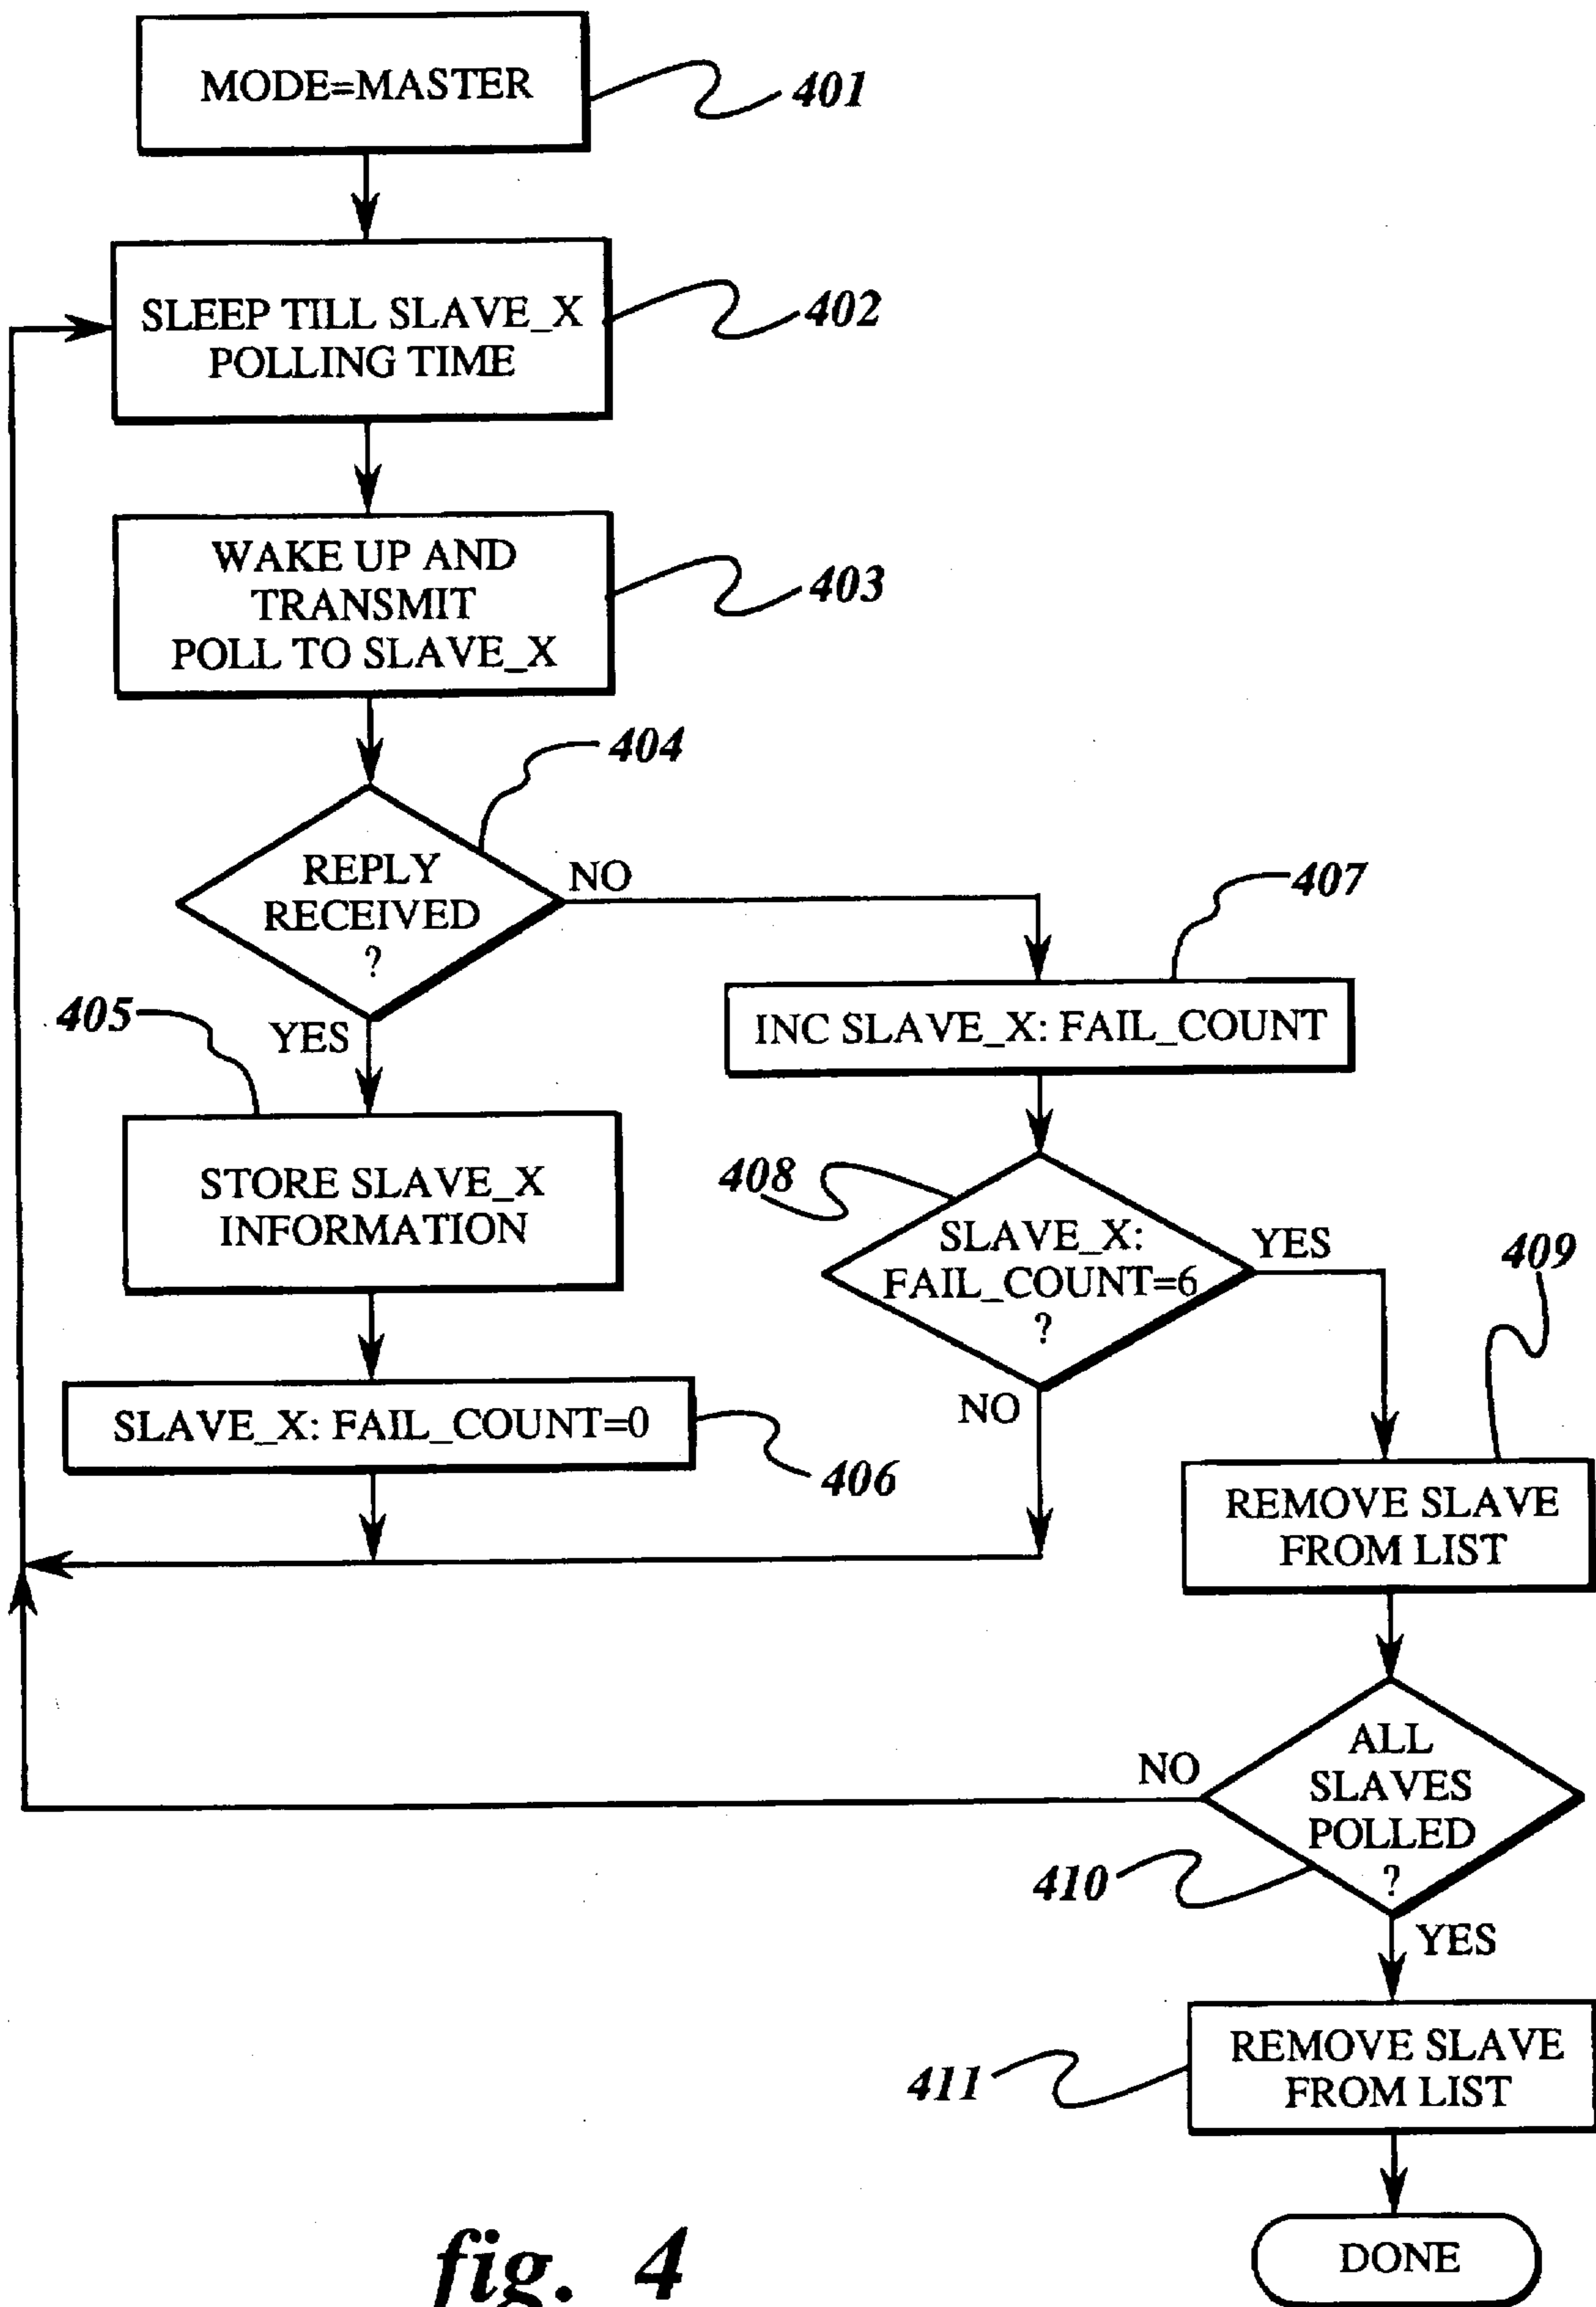 MODE=MASTER
401
SLEEP TILL SLAVE_X
POLLING TIME
402
WAKE UP AND
TRANSMIT
POLL TO SLAVE_X
403
404
REPLY
RECEIVED
?
NO
YES
407
INC SLAVE_X: FAIL_COUNT
405
STORE SLAVE_X
INFORMATION
408
SLAVE_X:
FAIL_COUNT=6
?
YES
NO
409
SLAVE_X: FAIL_COUNT=0
406
REMOVE SLAVE
FROM LIST
ALL
SLAVES
POLLED
?
NO
410
YES
REMOVE SLAVE
FROM LIST
411
DONE
fig. 4